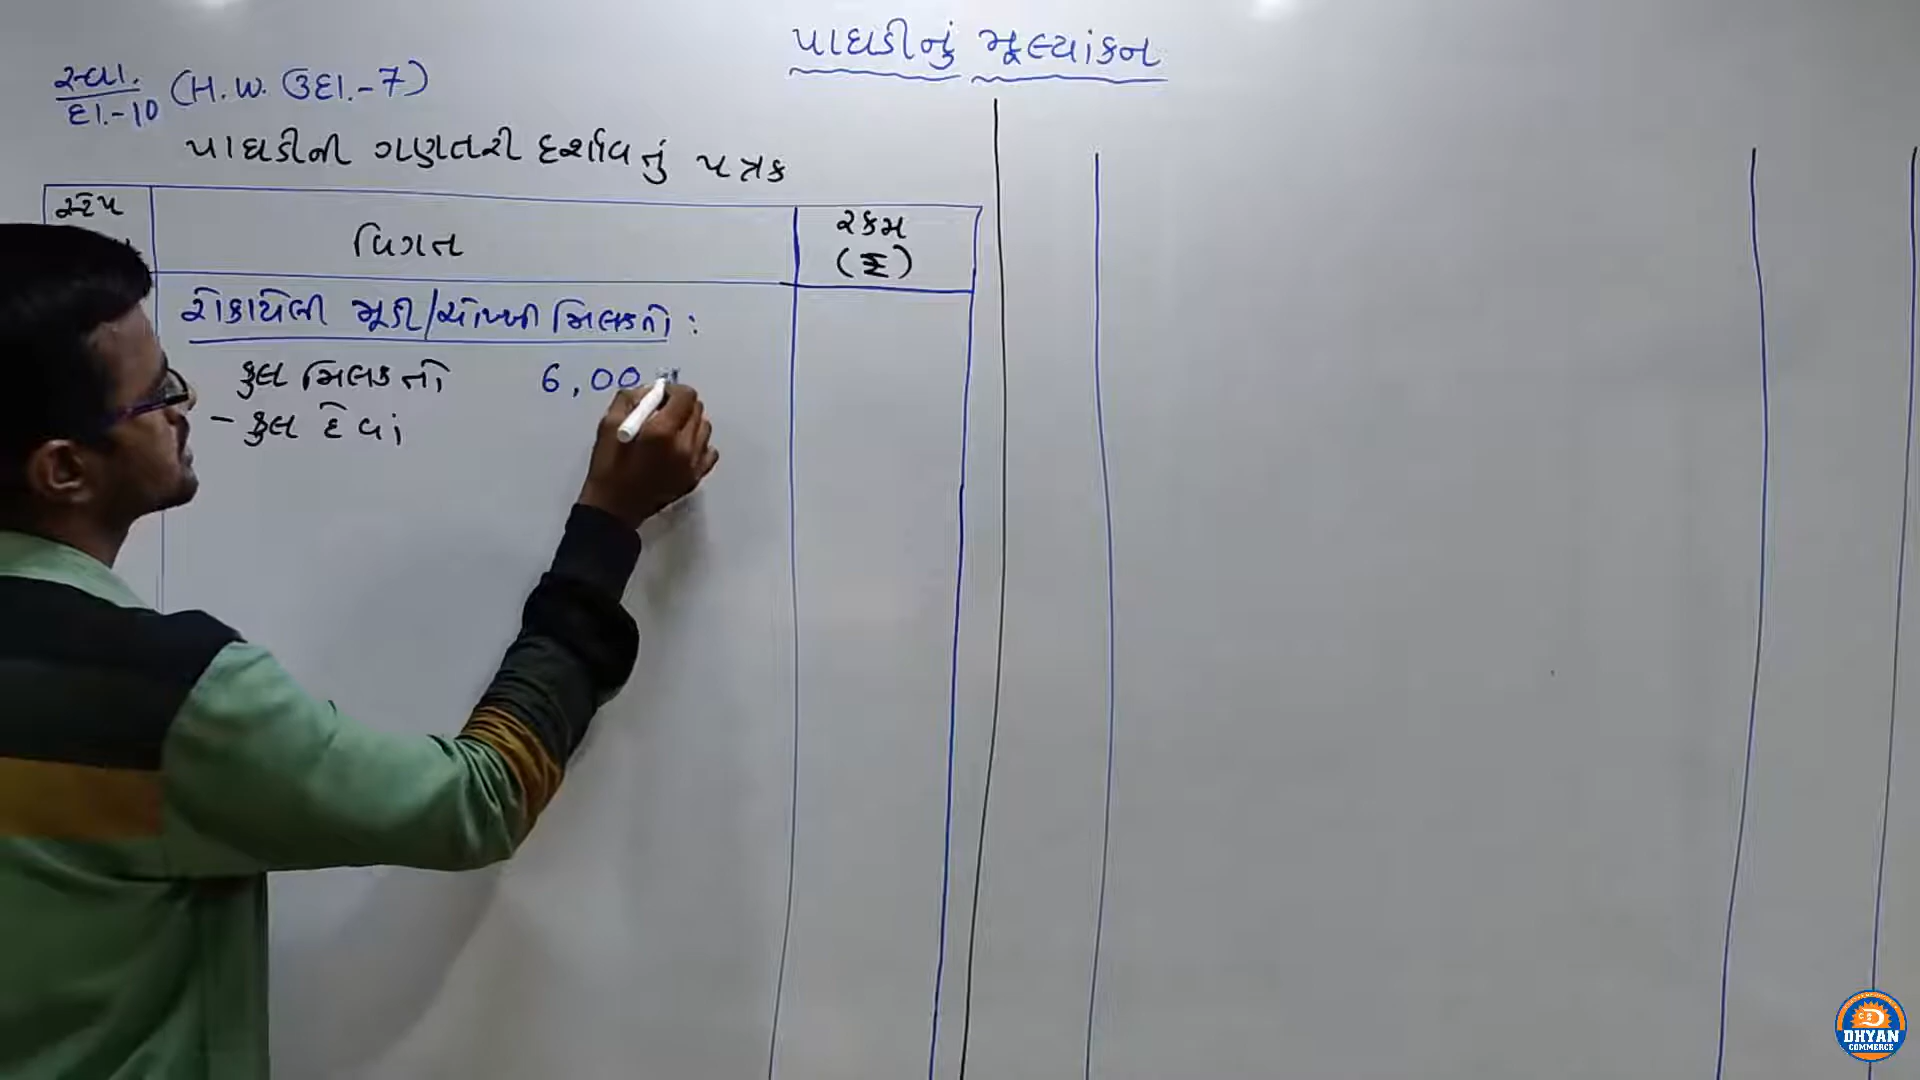 પાઘડીનું મૂલ્યાંકન
સ્વા.
દા.-10 (H.W. ઉદા.-7)
પાઘડીની ગણતરી દર્શાવતું પત્રક
સ્ટેપ
વિગત
રકમ
(₹)
રોકાયેલી મૂડી/ચોખ્ખી મિલકતો :
કુલ મિલકતો 6,00
- કુલ દેવાં
DHYAN
COMMERCE